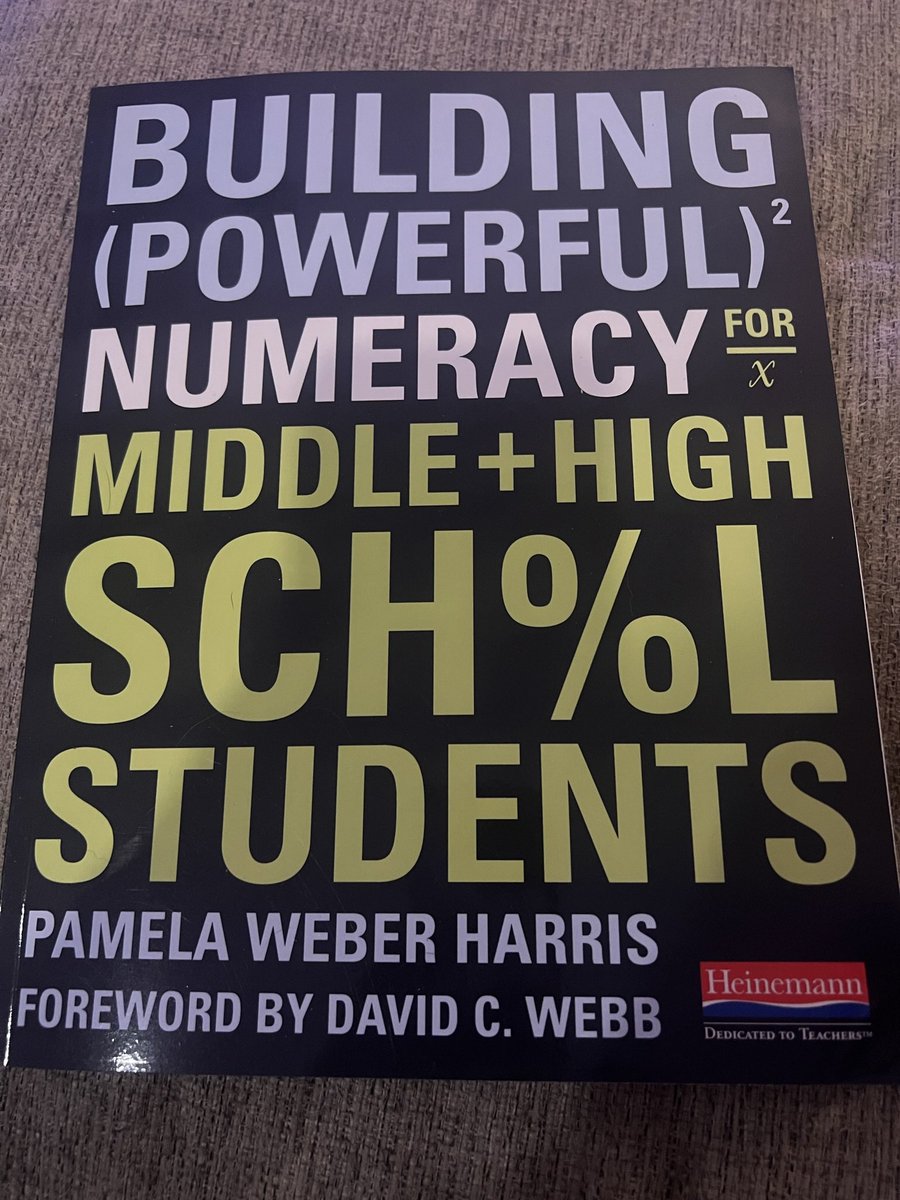 BUILDING
(POWERFUL)²
NUMERACY FOR
x
MIDDLE + HIGH
SCH%L
STUDENTS
PAMELA WEBER HARRIS
FOREWORD BY DAVID C. WEBB
Heinemann
DEDICATED TO TEACHERS™